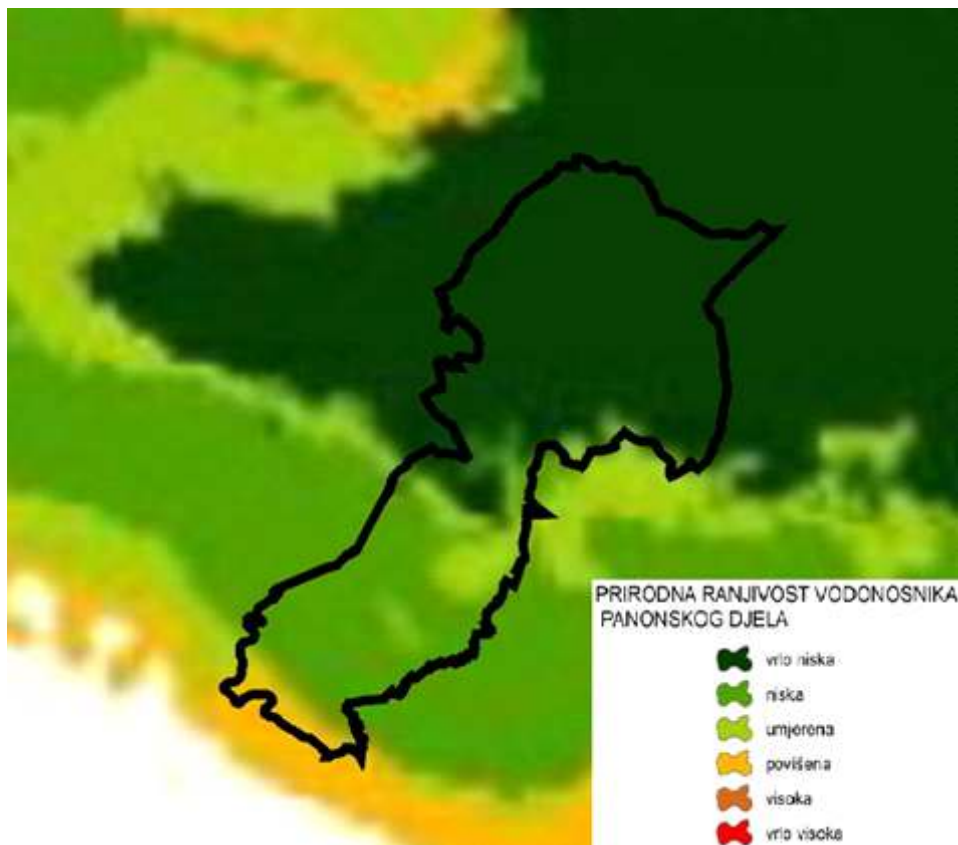 PRIRODNA RANJIVOST VODONOSNIKA
PANONSKOG DJELA
vrlo niska
niska
umjerena
povišena
visoka
vrlo visoka